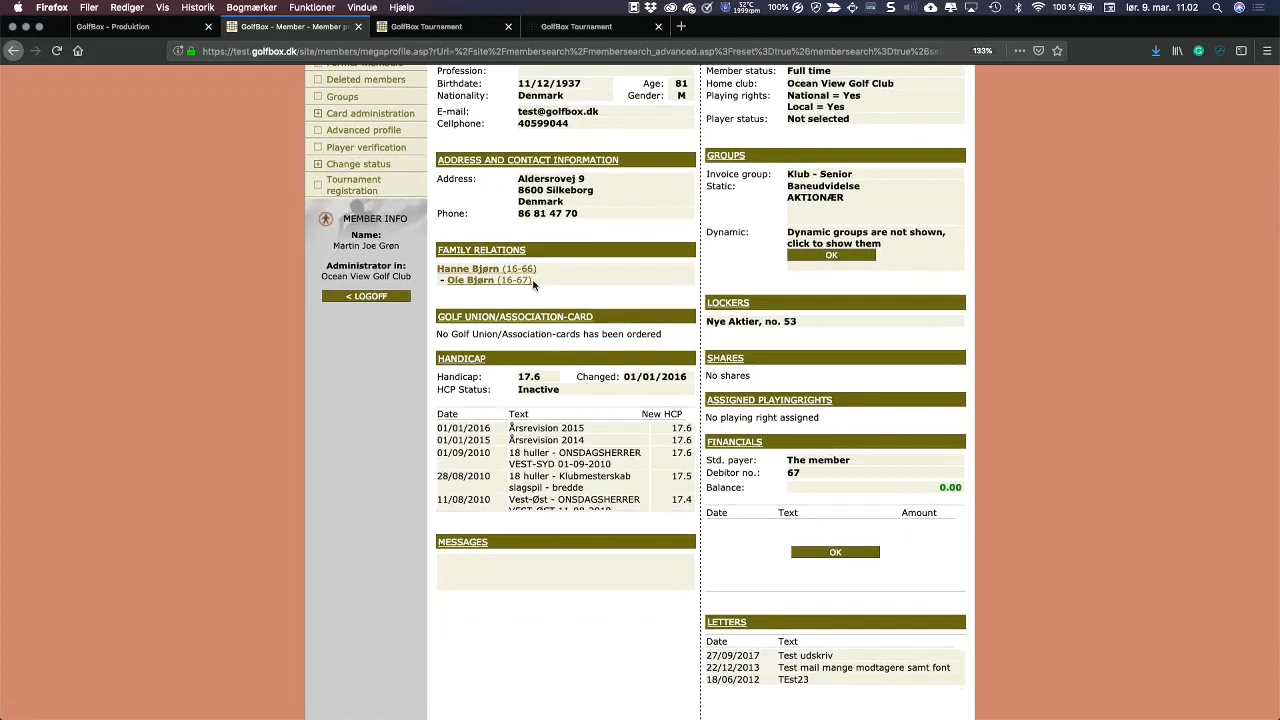 Firefox Arkiv Rediger Vis Historik Bogmærker Funktioner Vindue Hjælp
1901rpm
lør. 19. jan. 11.02
GolfBox - Produktion
GolfBox - Member - Member pr
GolfBox Tournament
GolfBox Tournament
https://test.golfbox.dk/site/members/megaprofile.asp?rUrl=%2Fsite%2Fmembers%2Fmembersearch_advanced.asp%3Freset%3Dtrue%26membersearch%3Dtrue%26sel
133%
Former members
Deleted members
Groups
Card administration
Advanced profile
Player verification
Change status
Tournament
registration
MEMBER INFO
Name:
Martin Joe Grøn
Administrator in:
Ocean View Golf Club
< LOGOFF
Profession:
Birthdate: 11/12/1937 Age: 81
Nationality: Denmark Gender: M
E-mail: test@golfbox.dk
Cellphone: 40599044
ADDRESS AND CONTACT INFORMATION
Address: Aldersrovej 9
8600 Silkeborg
Denmark
Phone: 86 81 47 70
FAMILY RELATIONS
Hanne Bjørn (16-66)
- Ole Bjørn (16-67)
GOLF UNION/ASSOCIATION-CARD
No Golf Union/Association-cards has been ordered
HANDICAP
Handicap: 17.6 Changed: 01/01/2016
HCP Status: Inactive
Date Text New HCP
01/01/2016 Årsrevision 2015 17.6
01/01/2015 Årsrevision 2014 17.6
01/09/2010 18 huller - ONSDAGSHERRER 17.6
VEST-SYD 01-09-2010
28/08/2010 18 huller - Klubmesterskab 17.5
slagspil - bredde
11/08/2010 Vest-Øst - ONSDAGSHERRER 17.4
VEST-ØST 11-08-2010
MESSAGES
Member status: Full time
Home club: Ocean View Golf Club
Playing rights: National = Yes
Local = Yes
Player status: Not selected
GROUPS
Invoice group: Klub - Senior
Static: Baneudvidelse
AKTIONÆR
Dynamic: Dynamic groups are not shown,
click to show them
OK
LOCKERS
Nye Aktier, no. 53
SHARES
No shares
ASSIGNED PLAYINGRIGHTS
No playing right assigned
FINANCIALS
Std. payer: The member
Debitor no.: 67
Balance: 0.00
Date Text Amount
OK
LETTERS
Date Text
27/09/2017 Test udskriv
22/12/2013 Test mail mange modtagere samt font
18/06/2012 TEst23